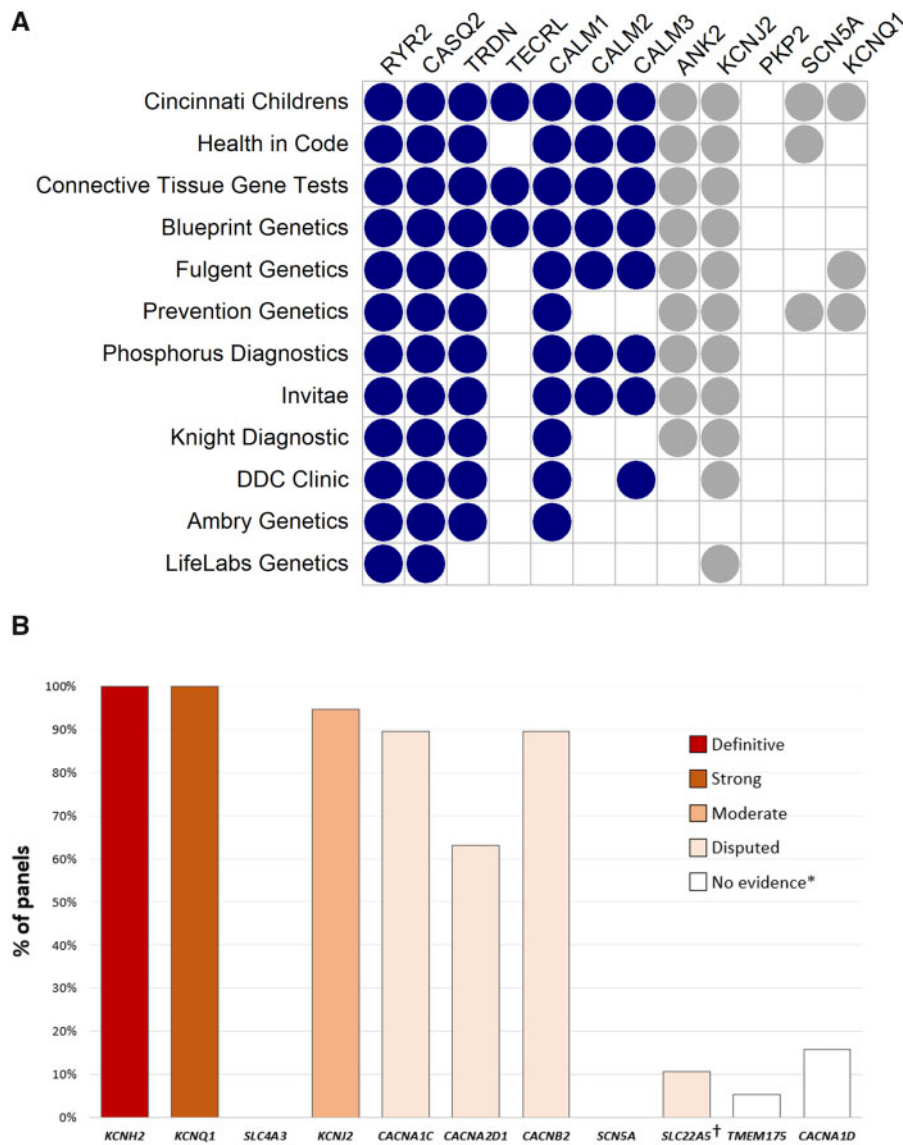 A
RYR2 CASQ2 TRDN TECRL CALM1 CALM2 CALM3 ANK2 KCNJ2 PKP2 SCN5A KCNQ1
Cincinnati Childrens
Health in Code
Connective Tissue Gene Tests
Blueprint Genetics
Fulgent Genetics
Prevention Genetics
Phosphorus Diagnostics
Invitae
Knight Diagnostic
DDC Clinic
Ambry Genetics
LifeLabs Genetics
B
% of panels
100%
90%
80%
70%
60%
50%
40%
30%
20%
10%
0%
Definitive
Strong
Moderate
Disputed
No evidence*
KCNH2 KCNQ1 SLC4A3 KCNJ2 CACNA1C CACNA2D1 CACNB2 SCN5A SLC22A5† TMEM175 CACNA1D